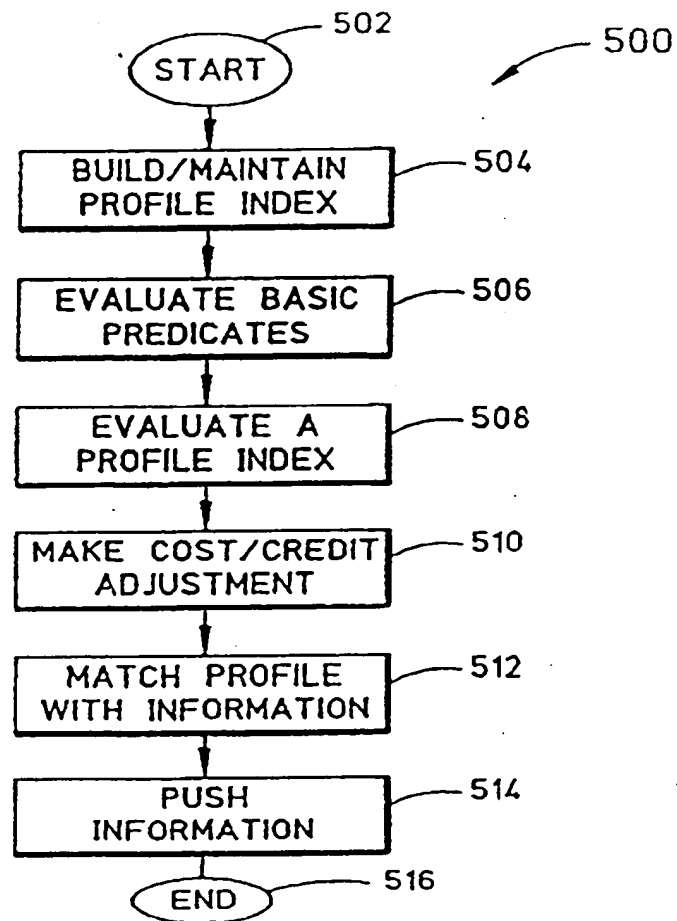 502
START
500
BUILD/MAINTAIN
PROFILE INDEX
504
EVALUATE BASIC
PREDICATES
506
EVALUATE A
PROFILE INDEX
508
MAKE COST/CREDIT
ADJUSTMENT
510
MATCH PROFILE
WITH INFORMATION
512
PUSH
INFORMATION
514
END
516